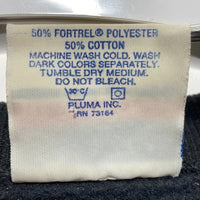 50% FORTREL® POLYESTER
50% COTTON
MACHINE WASH COLD. WASH
DARK COLORS SEPARATELY.
TUMBLE DRY MEDIUM.
DO NOT BLEACH.
30°C
PLUMA INC.
RN 73164